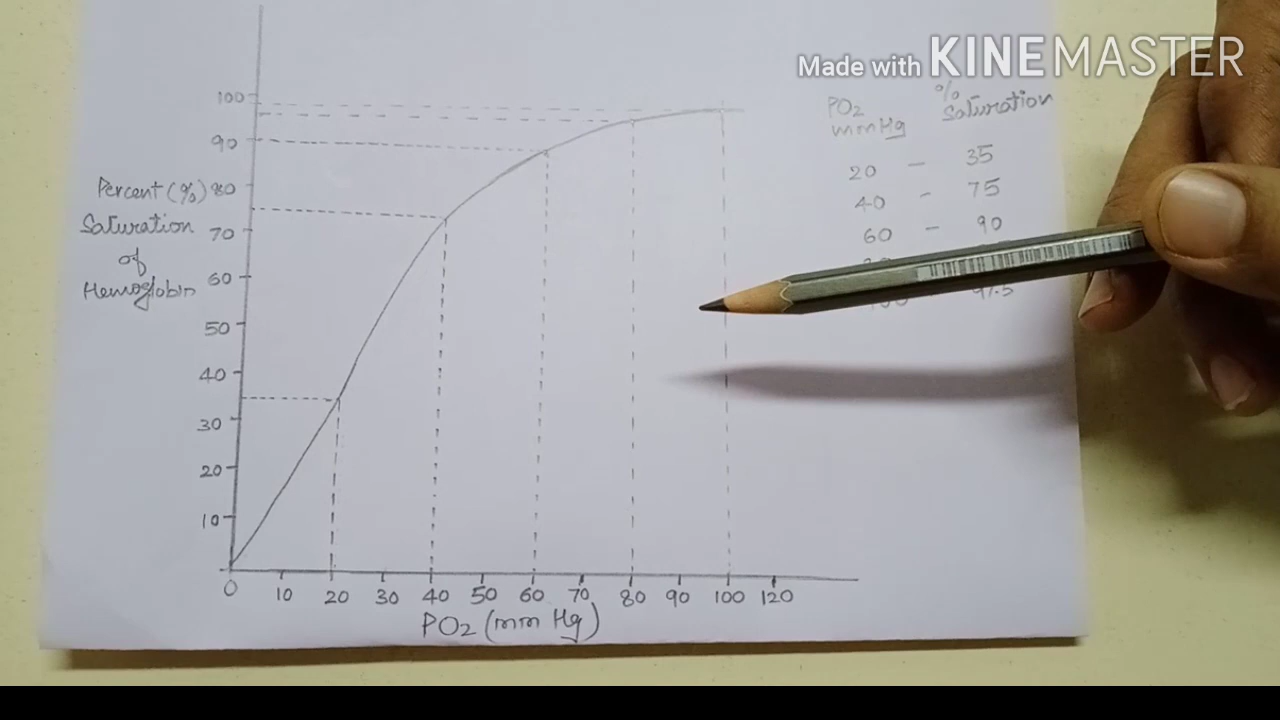 Made with KINEMASTER
PO2 % Saturation
mmHg
20 - 35
40 - 75
60 - 90
97.5
100
90
Percent (%) 80
Saturation
70
of
60
Hemoglobin
50
40
30
20
10
0 10 20 30 40 50 60 70 80 90 100 120
PO2 (mm Hg)